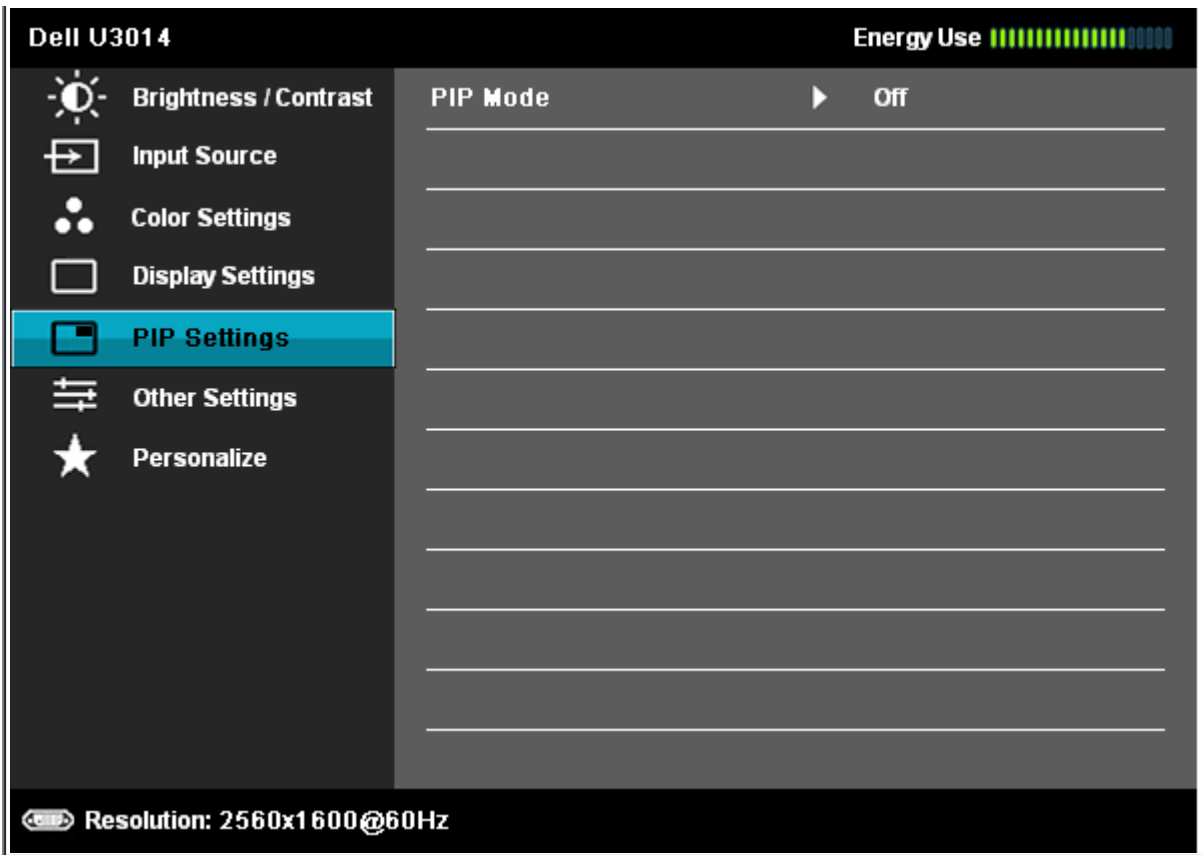 Dell U3014 Energy Use
Brightness / Contrast PIP Mode Off
Input Source
Color Settings
Display Settings
PIP Settings
Other Settings
Personalize
Resolution: 2560x1600@60Hz